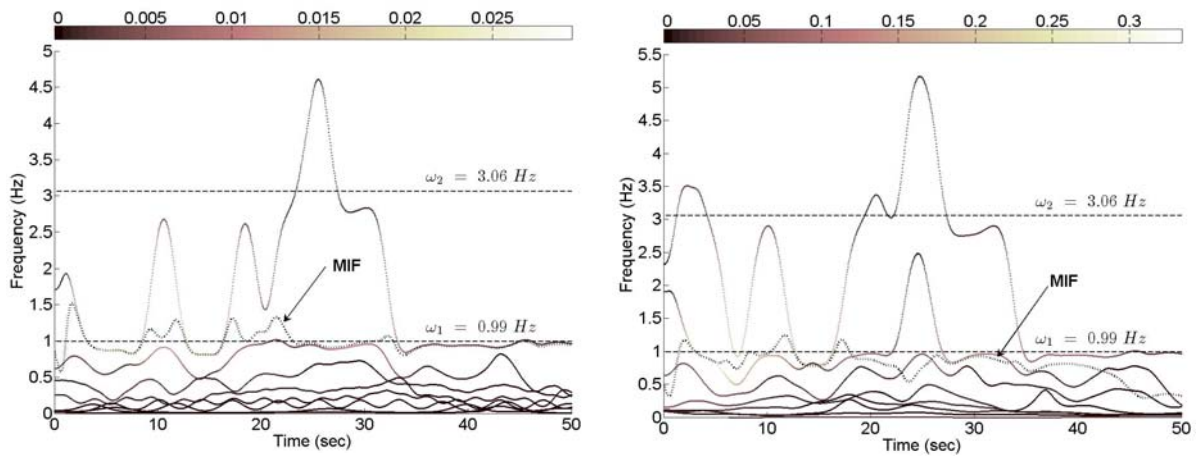 0 0.005 0.01 0.015 0.02 0.025
5
4.5
4
3.5
3
2.5
2
1.5
1
0.5
0
Frequency (Hz)
ω₂ = 3.06 Hz
MIF
ω₁ = 0.99 Hz
0 10 20 30 40 50
Time (sec)
0 0.05 0.1 0.15 0.2 0.25 0.3
5.5
5
4.5
4
3.5
3
2.5
2
1.5
1
0.5
0
Frequency (Hz)
ω₂ = 3.06 Hz
MIF
ω₁ = 0.99 Hz
0 10 20 30 40 50
Time (sec)